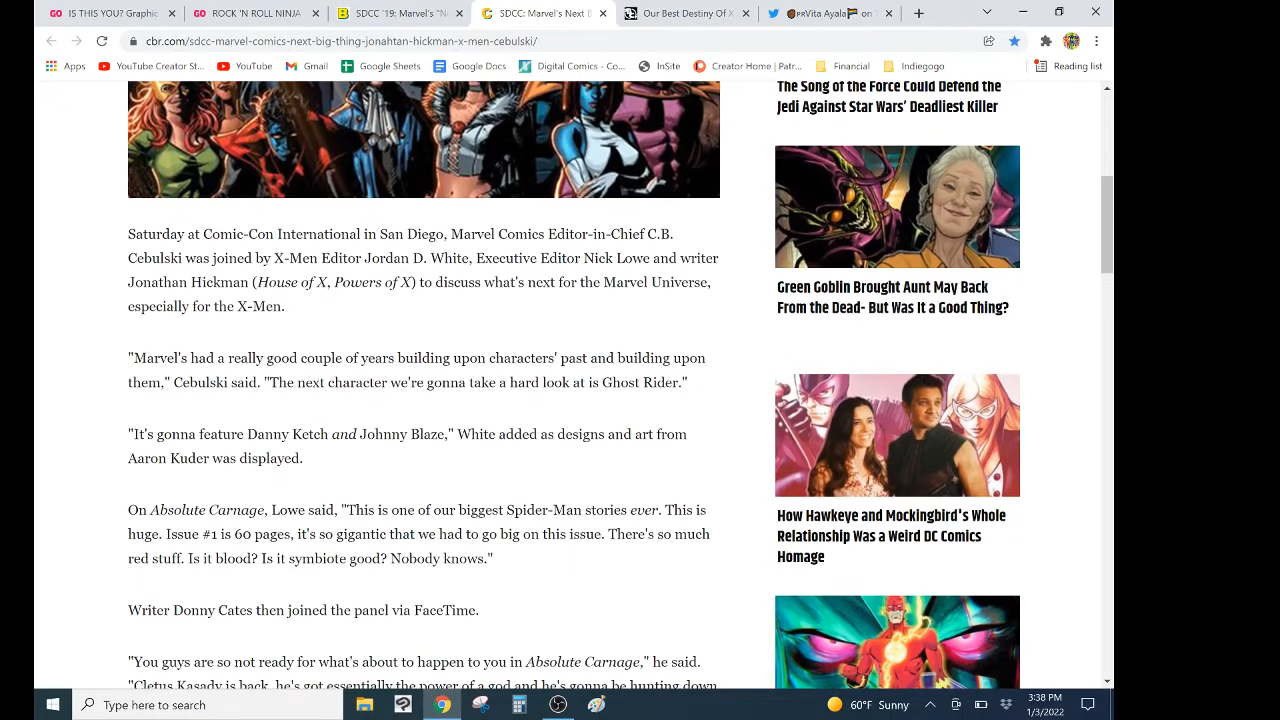 IS THIS YOU? Graphic
ROCK 'N ROLL NINJA
SDCC '19: Marvel's "N
SDCC: Marvel's Next B
Our Best Destiny Of X
Vita Ayala on T
cbr.com/sdcc-marvel-comics-next-big-thing-jonahtan-hickman-x-men-cebulski/
Apps YouTube Creator St... YouTube Gmail Google Sheets Google Docs Digital Comics - Co... InSite Creator Home | Patr... Financial Indiegogo Reading list
Saturday at Comic-Con International in San Diego, Marvel Comics Editor-in-Chief C.B.
Cebulski was joined by X-Men Editor Jordan D. White, Executive Editor Nick Lowe and writer
Jonathan Hickman (House of X, Powers of X) to discuss what's next for the Marvel Universe,
especially for the X-Men.
"Marvel's had a really good couple of years building upon characters' past and building upon
them," Cebulski said. "The next character we're gonna take a hard look at is Ghost Rider."
"It's gonna feature Danny Ketch and Johnny Blaze," White added as designs and art from
Aaron Kuder was displayed.
On Absolute Carnage, Lowe said, "This is one of our biggest Spider-Man stories ever. This is
huge. Issue #1 is 60 pages, it's so gigantic that we had to go big on this issue. There's so much
red stuff. Is it blood? Is it symbiote good? Nobody knows."
Writer Donny Cates then joined the panel via FaceTime.
"You guys are so not ready for what's about to happen to you in Absolute Carnage," he said.
"Cletus Kasady is back, he's got essentially the power of a god and he's gonna be hunting down
The Song of the Force Could Defend the
Jedi Against Star Wars' Deadliest Killer
Green Goblin Brought Aunt May Back
From the Dead- But Was It a Good Thing?
How Hawkeye and Mockingbird's Whole
Relationship Was a Weird DC Comics
Homage
Type here to search
60°F Sunny
3:38 PM
1/3/2022